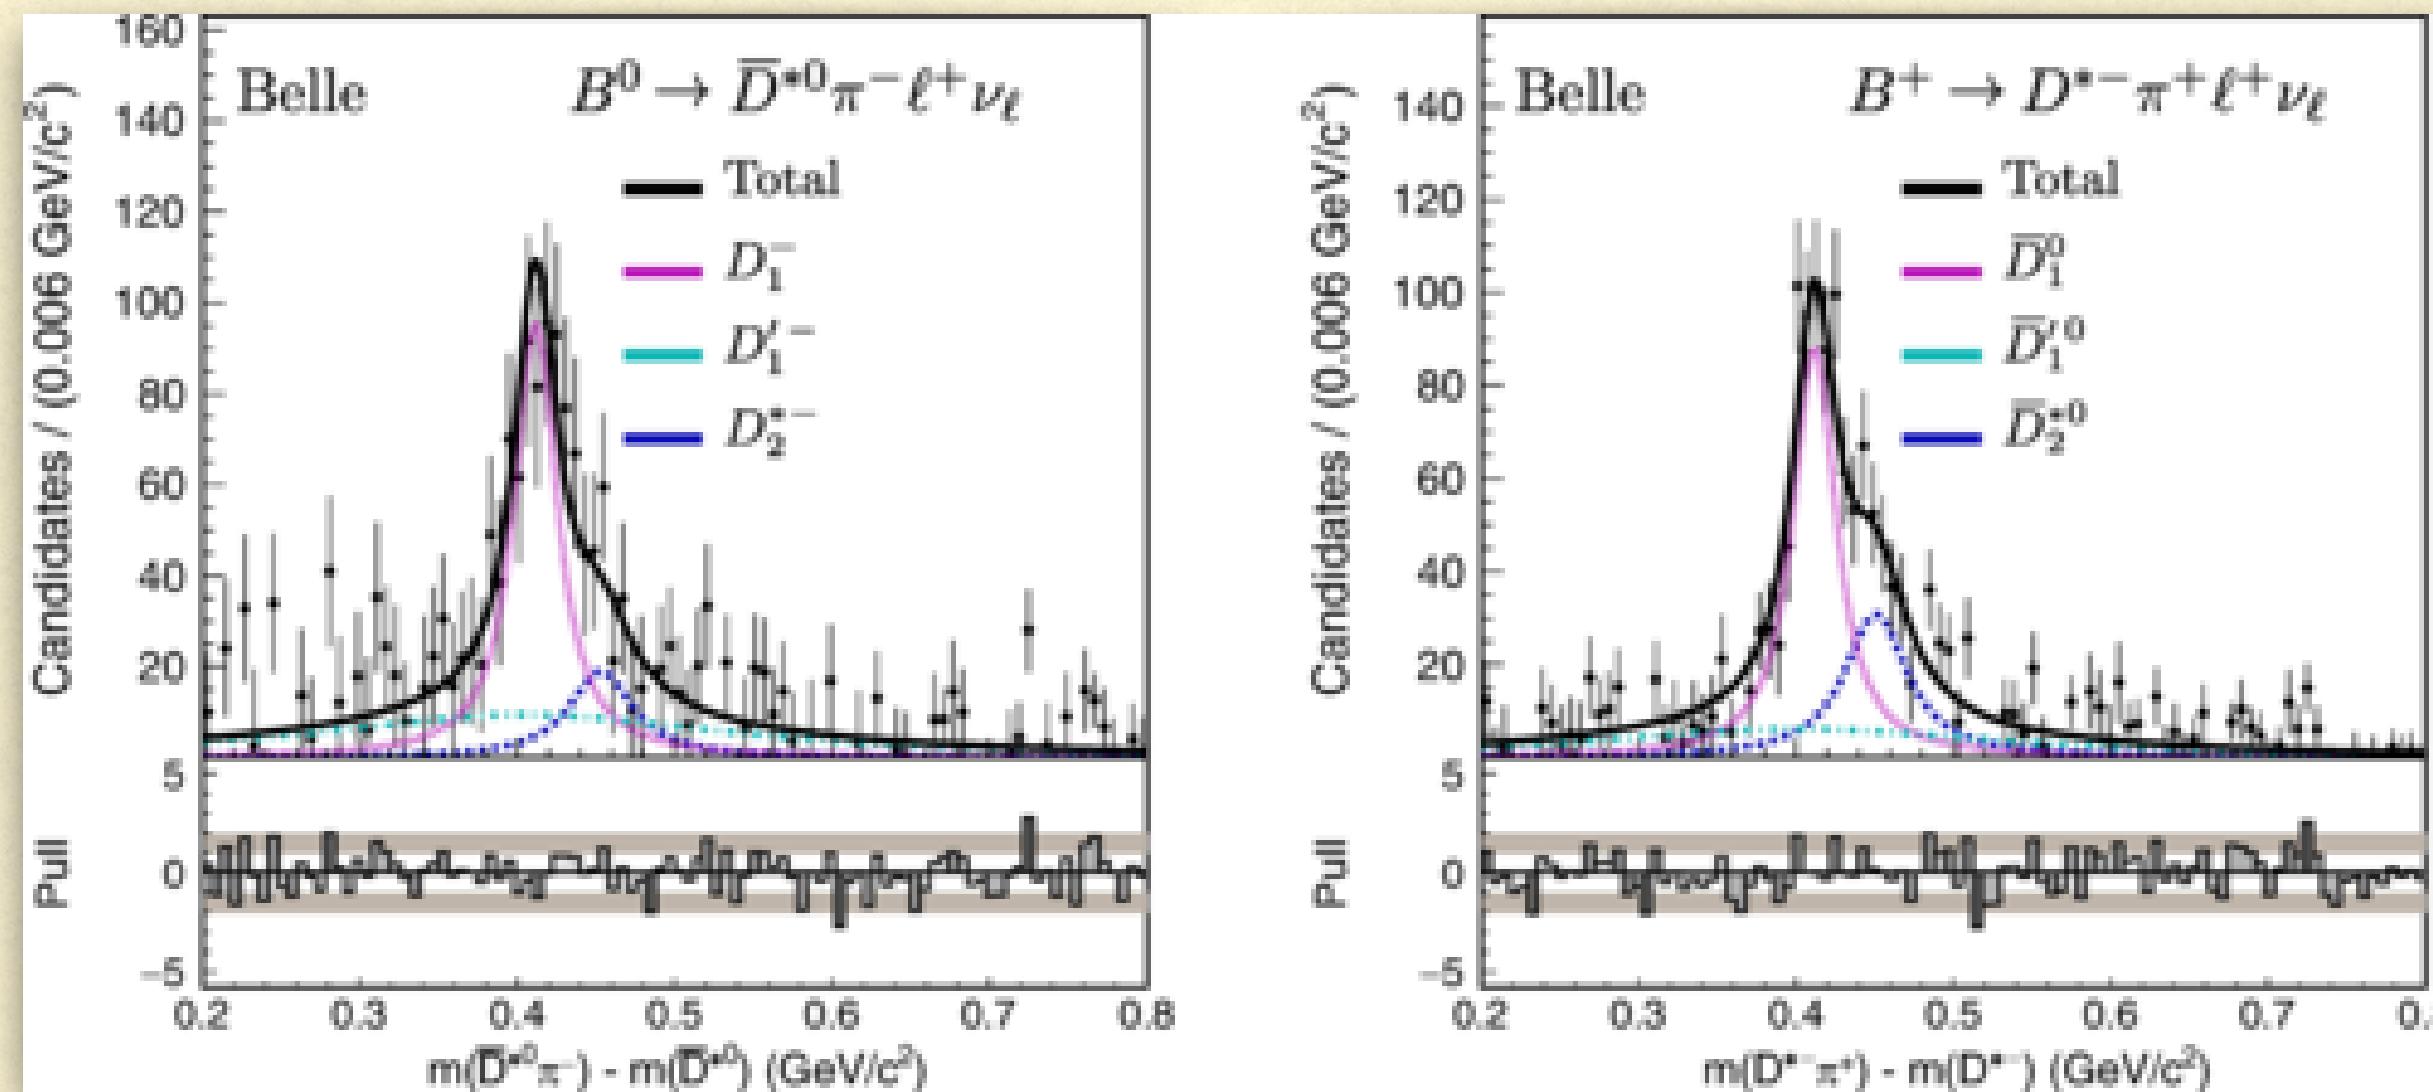 Candidates / (0.006 GeV/c²)
160
140
120
100
80
60
40
20
Belle
B⁰ → D̅*⁰π⁻ℓ⁺νℓ
Total
D₁⁻
D₁′⁻
D₂*⁻
Pull
5
0
−5
0.2 0.3 0.4 0.5 0.6 0.7 0.8
m(D̅*⁰π⁻) - m(D̅*⁰) (GeV/c²)
Candidates / (0.006 GeV/c²)
140
120
100
80
60
40
20
Belle
B⁺ → D*⁻π⁺ℓ⁺νℓ
Total
D̅₁⁰
D̅₁′⁰
D̅₂*⁰
Pull
5
0
−5
0.2 0.3 0.4 0.5 0.6 0.7 0.
m(D*⁻π⁺) - m(D*⁻) (GeV/c²)